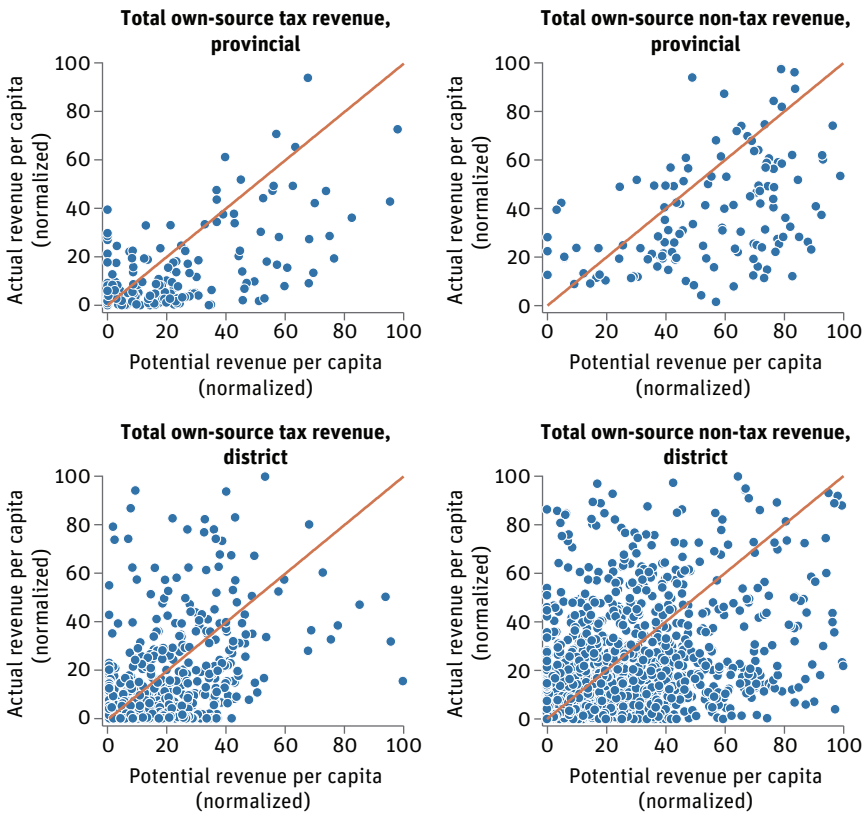 Total own-source tax revenue,
provincial
100
80
60
40
20
0
Actual revenue per capita
(normalized)
0 20 40 60 80 100
Potential revenue per capita
(normalized)
Total own-source non-tax revenue,
provincial
100
80
60
40
20
0
Actual revenue per capita
(normalized)
0 20 40 60 80 100
Potential revenue per capita
(normalized)
Total own-source tax revenue,
district
100
80
60
40
20
0
Actual revenue per capita
(normalized)
0 20 40 60 80 100
Potential revenue per capita
(normalized)
Total own-source non-tax revenue,
district
100
80
60
40
20
0
Actual revenue per capita
(normalized)
0 20 40 60 80 100
Potential revenue per capita
(normalized)